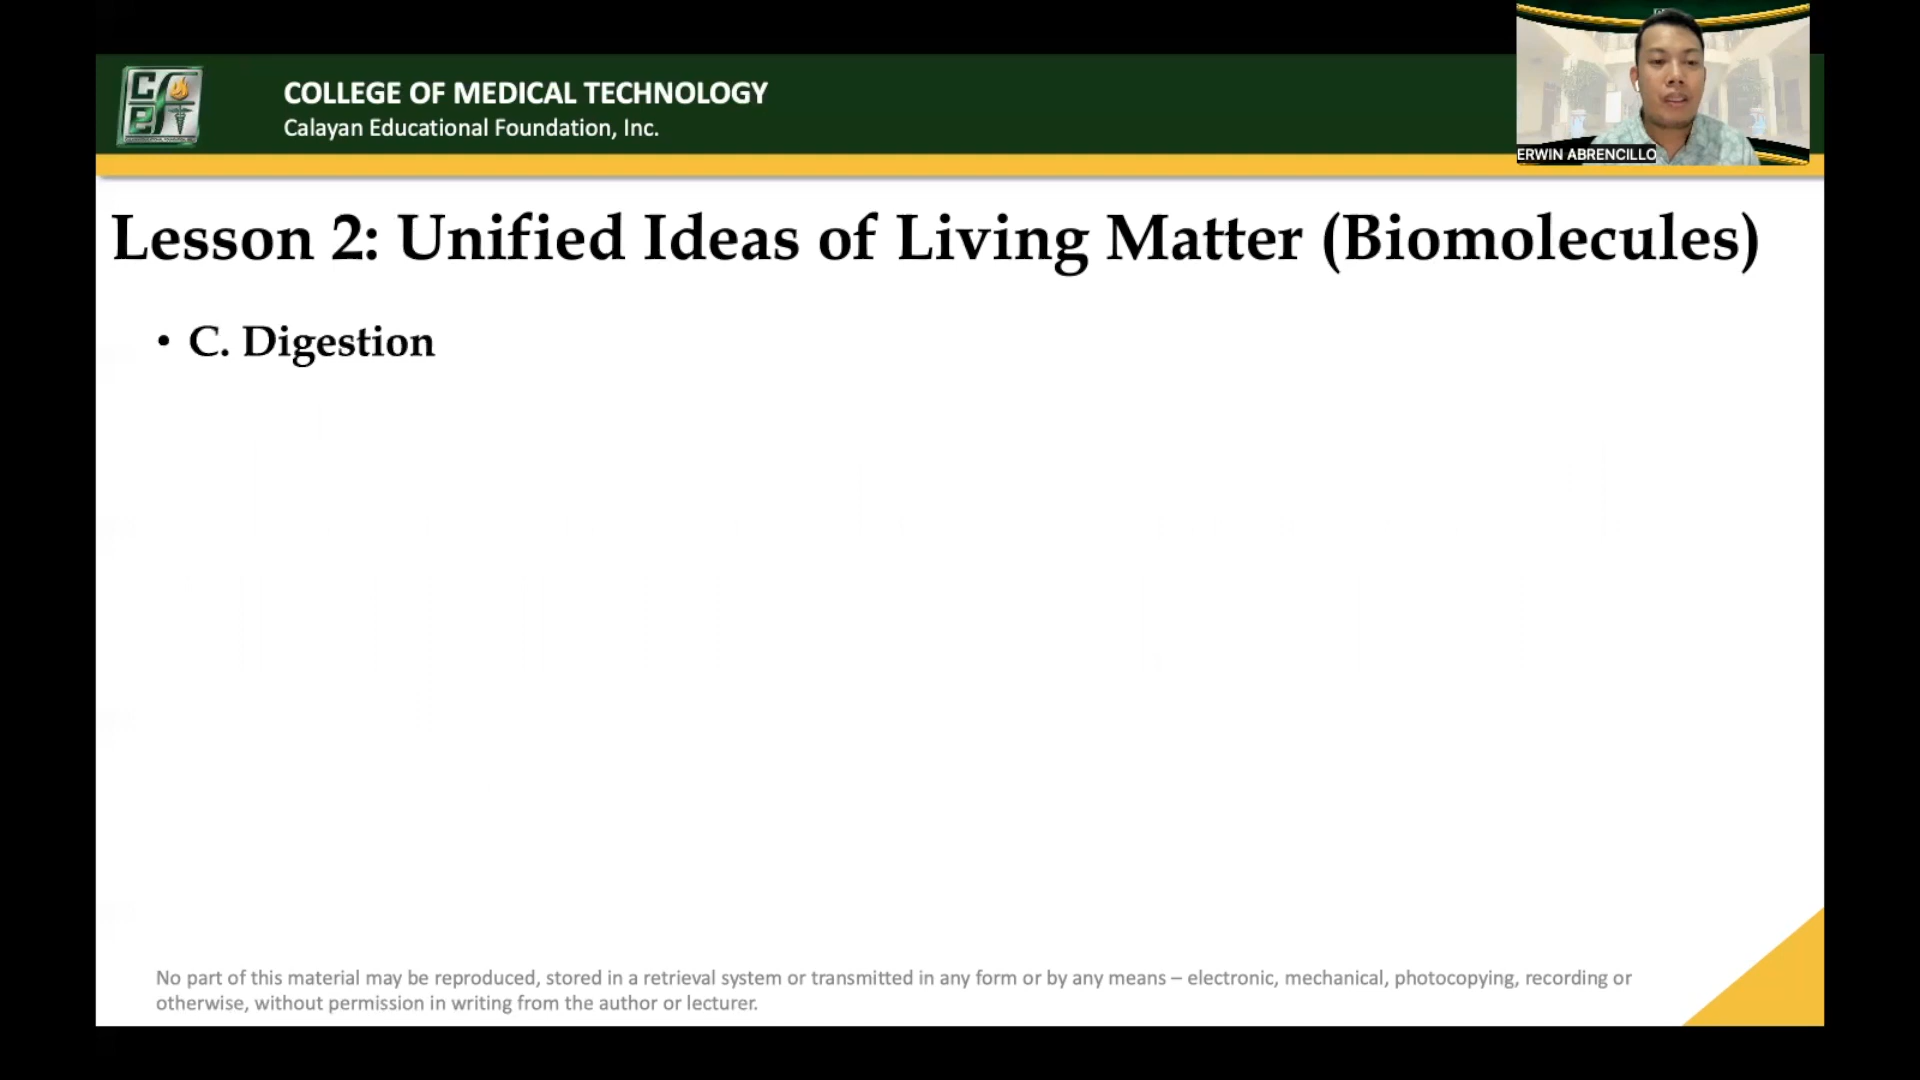 COLLEGE OF MEDICAL TECHNOLOGY
Calayan Educational Foundation, Inc.
ERWIN ABRENCILLO
Lesson 2: Unified Ideas of Living Matter (Biomolecules)
• C. Digestion
No part of this material may be reproduced, stored in a retrieval system or transmitted in any form or by any means – electronic, mechanical, photocopying, recording or
otherwise, without permission in writing from the author or lecturer.